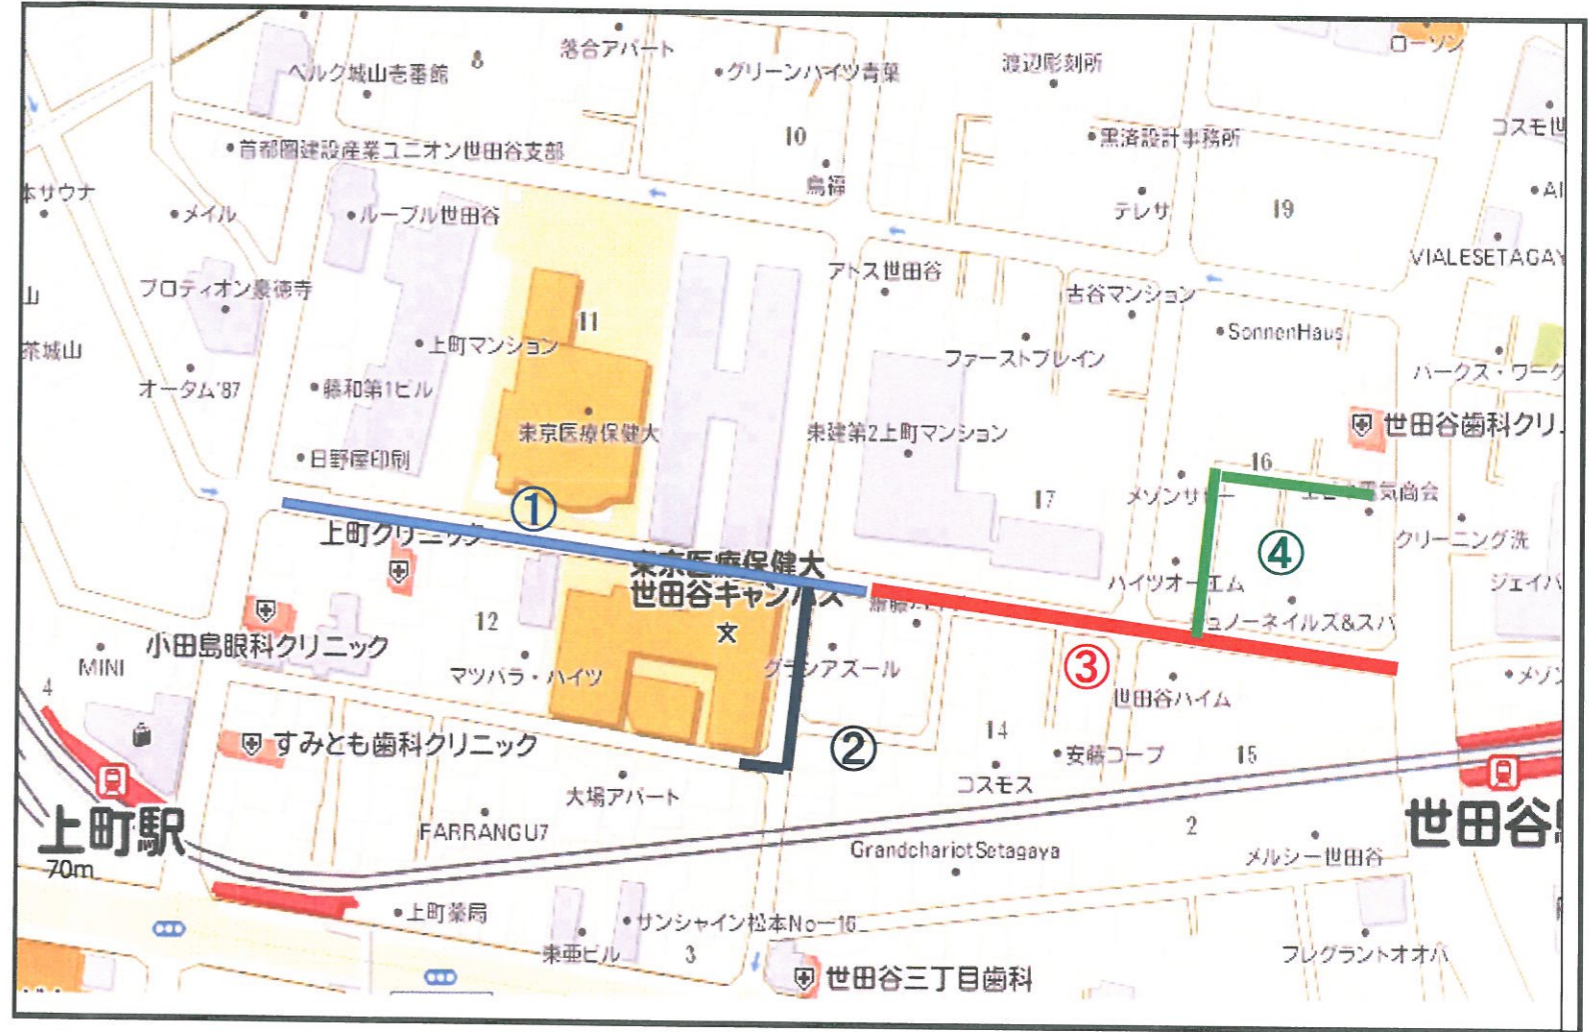 ローソン
落合アパート
8
ベルク城山壱番館
グリーンハイツ青葉
渡辺彫刻所
コスモ世
10
黒済設計事務所
首都圏建設産業ユニオン世田谷支部
鳥福
本サウナ
メイル
ルーブル世田谷
テレサ
19
VIALESETAGAY
アトス世田谷
プロティオン豪徳寺
山
古谷マンション
11
SonnenHaus
茶城山
上町マンション
ファーストプレイン
パークス・ワーク
オータム'87
藤和第1ビル
東京医療保健大
東建第2上町マンション
世田谷歯科クリ
日野屋印刷
16
17
電気商会
①
上町クリニック
クリーニング洗
④
東京医療保健大
世田谷キャンパス
ハイツオーエム
ジェイパ
12
小田島眼科クリニック
MINI
マツバラ・ハイツ
グランアズール
③
メゾン
4
世田谷ハイム
14
②
すみとも歯科クリニック
安藤コープ
15
コスモス
大場アパート
上町駅
70m
FARRANGU7
2
世田谷
GrandchariotSetagaya
メルシー世田谷
上町薬局
サンシャイン松本No−16
東亜ビル
3
フレグラントオオバ
世田谷三丁目歯科